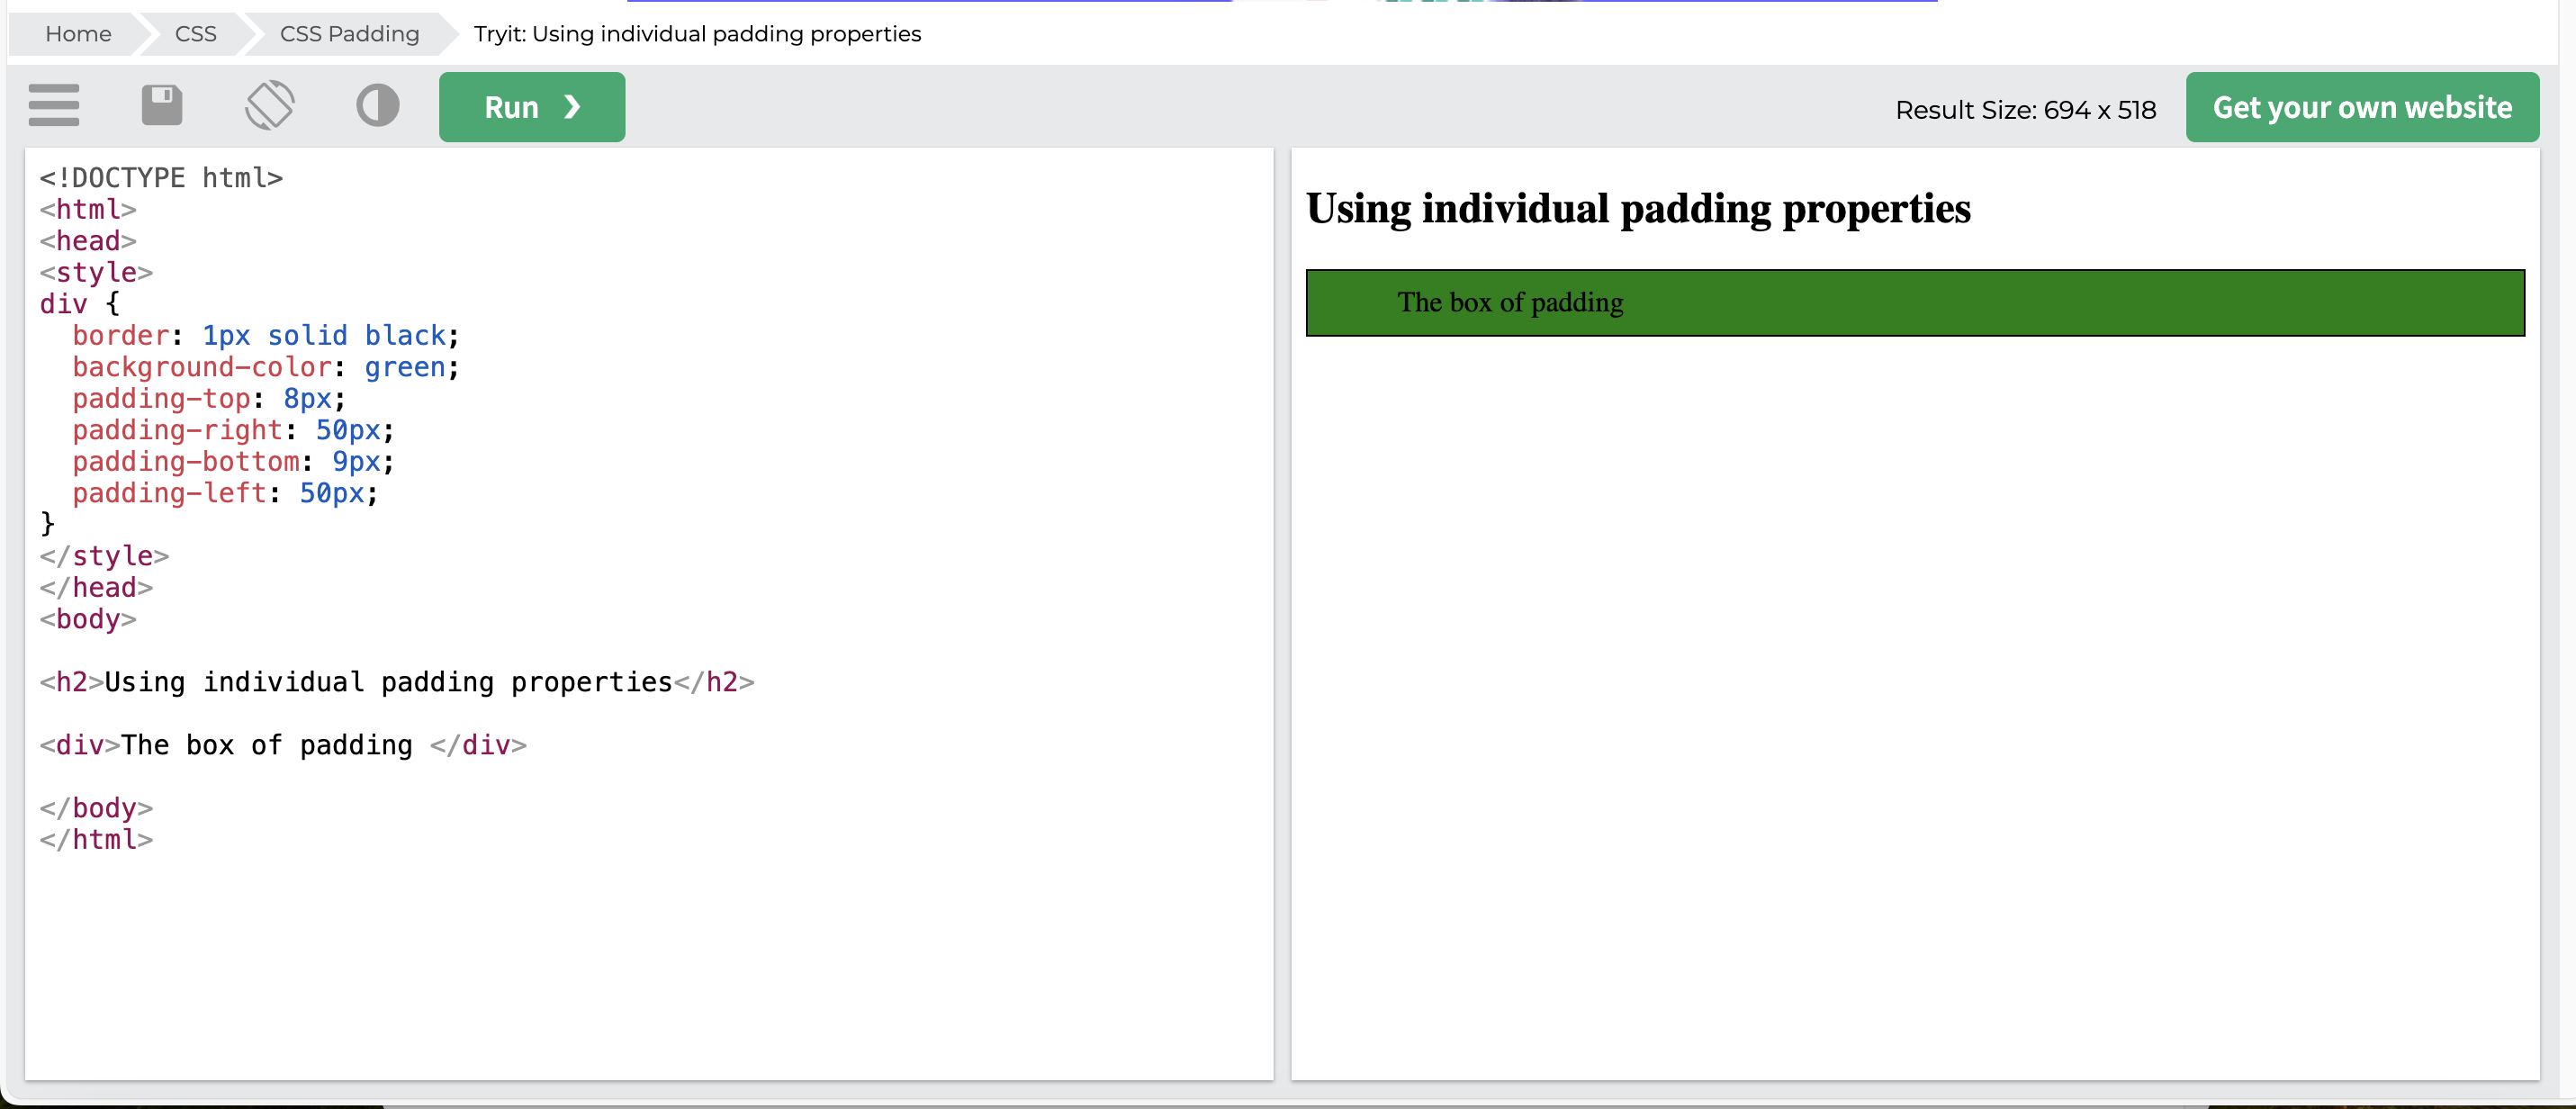 Home CSS CSS Padding Tryit: Using individual padding properties
Run ❯ Result Size: 694 x 518 Get your own website
<!DOCTYPE html>
<html>
<head>
<style>
div {
  border: 1px solid black;
  background-color: green;
  padding-top: 8px;
  padding-right: 50px;
  padding-bottom: 9px;
  padding-left: 50px;
}
</style>
</head>
<body>
<h2>Using individual padding properties</h2>
<div>The box of padding </div>
</body>
</html>
Using individual padding properties
The box of padding